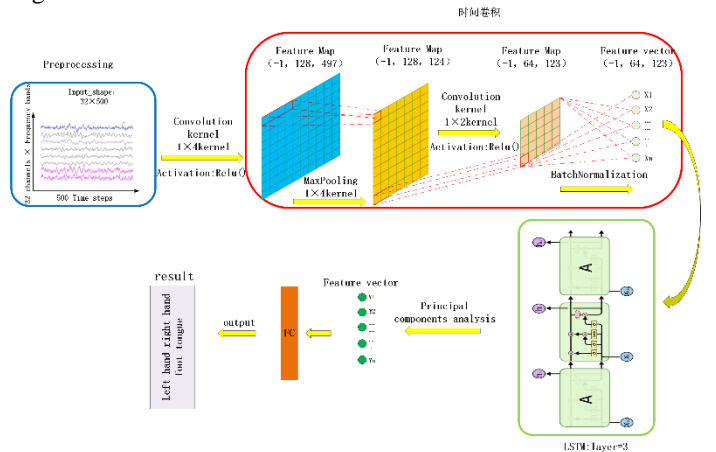 时间卷积
Preprocessing
Input_shape:
32×500
32 channels × Frequency bands
500 Time steps
Convolution
kernel
1×4kernel
Activation:Relu()
Feature Map
(-1, 128, 497)
Feature Map
(-1, 128, 124)
Feature Map
(-1, 64, 123)
Feature vector
(-1, 64, 123)
MaxPooling
1×4kernel
Convolution
kernel
1×2kernel
Activation:Relu()
X1
X2
Xn
BatchNormalization
A
A
LSTM:layer=3
Principal
components analysis
Feature vector
Y1
Y2
Yn
FC
output
result
Left hand right hand
foot tongue